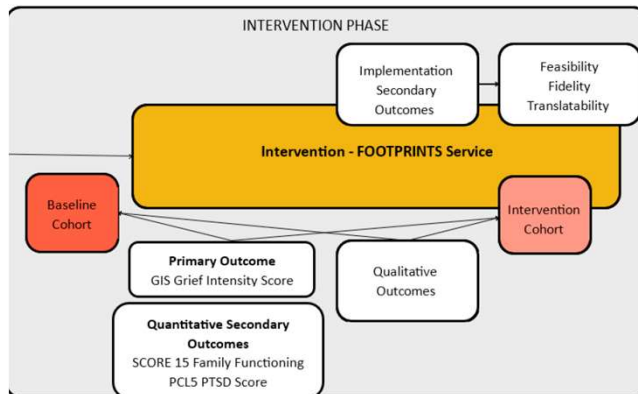 INTERVENTION PHASE
Implementation
Secondary
Outcomes
Feasibility
Fidelity
Translatability
Intervention - FOOTPRINTS Service
Baseline
Cohort
Intervention
Cohort
Primary Outcome
GIS Grief Intensity Score
Qualitative
Outcomes
Quantitative Secondary
Outcomes
SCORE 15 Family Functioning
PCL5 PTSD Score